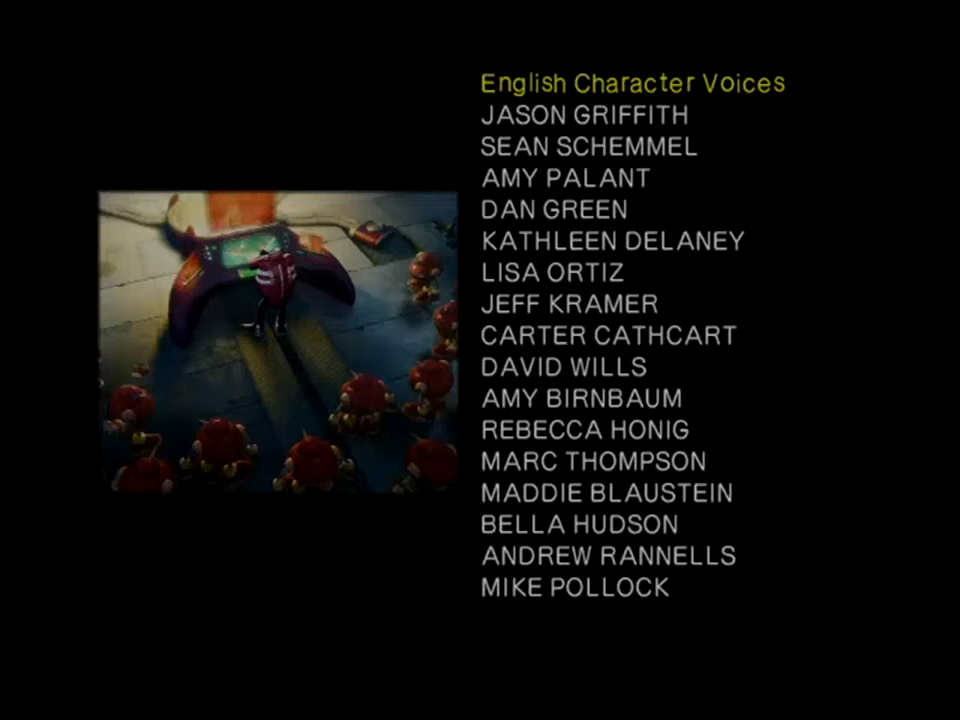 English Character Voices
JASON GRIFFITH
SEAN SCHEMMEL
AMY PALANT
DAN GREEN
KATHLEEN DELANEY
LISA ORTIZ
JEFF KRAMER
CARTER CATHCART
DAVID WILLS
AMY BIRNBAUM
REBECCA HONIG
MARC THOMPSON
MADDIE BLAUSTEIN
BELLA HUDSON
ANDREW RANNELLS
MIKE POLLOCK